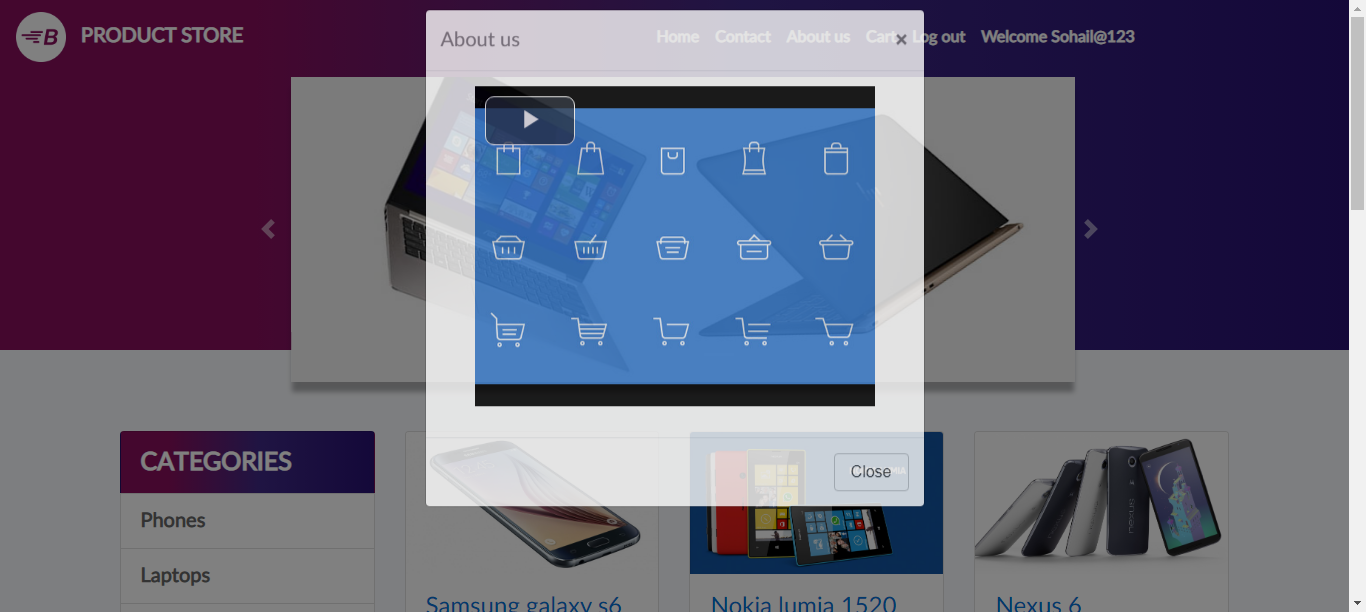 B PRODUCT STORE
Home Contact About us Cart Log out Welcome Sohail@123
About us
×
Close
CATEGORIES
Phones
Laptops
Samsung galaxy s6
Nokia lumia 1520
Nexus 6
nexus